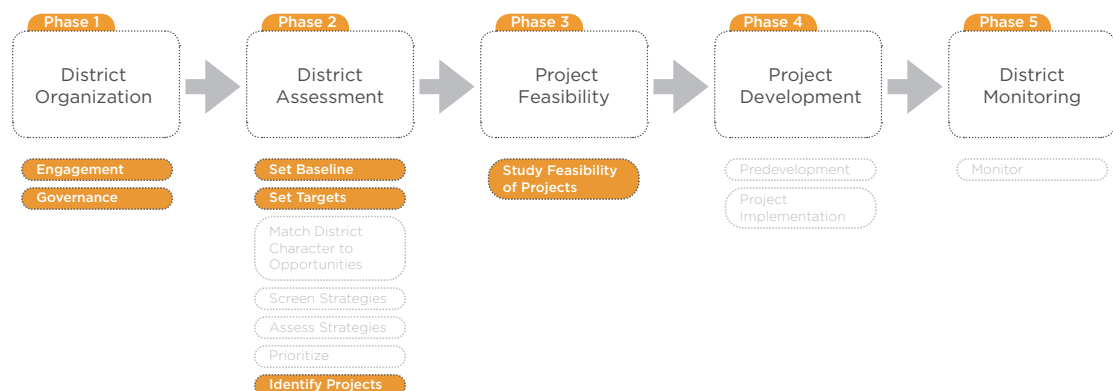 Phase 1
Phase 2
Phase 3
Phase 4
Phase 5
District
Organization
District
Assessment
Project
Feasibility
Project
Development
District
Monitoring
Engagement
Governance
Set Baseline
Set Targets
Match District
Character to
Opportunities
Screen Strategies
Assess Strategies
Prioritize
Identify Projects
Study Feasibility
of Projects
Predevelopment
Project
Implementation
Monitor